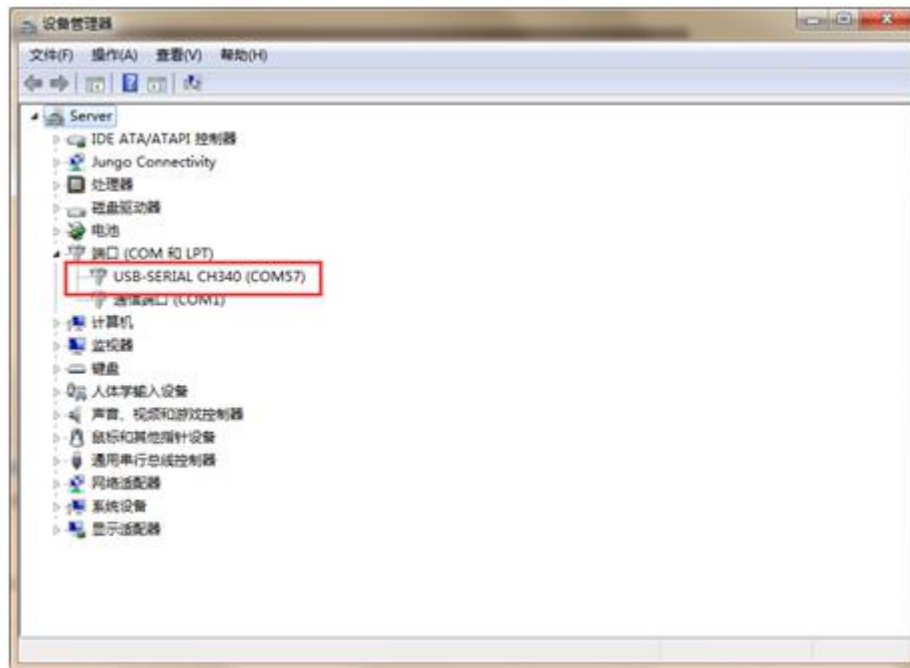 设备管理器
文件(F) 操作(A) 查看(V) 帮助(H)
Server
IDE ATA/ATAPI 控制器
Jungo Connectivity
处理器
磁盘驱动器
电池
端口 (COM 和 LPT)
USB-SERIAL CH340 (COM57)
通信端口 (COM1)
计算机
监视器
键盘
人体学输入设备
声音、视频和游戏控制器
鼠标和其他指针设备
通用串行总线控制器
网络适配器
系统设备
显示适配器